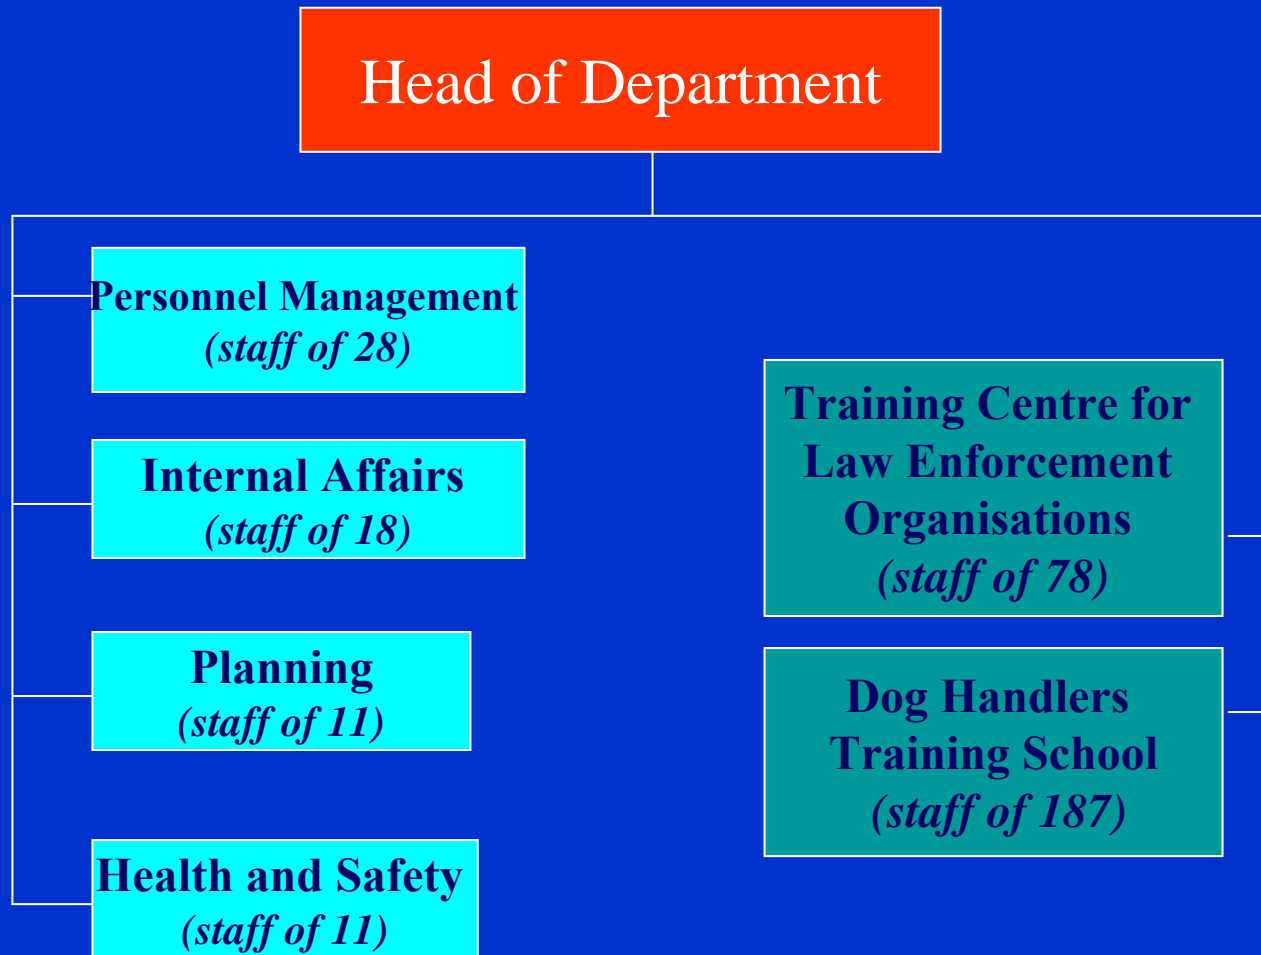 Head of Department
Personnel Management
(staff of 28)
Internal Affairs
(staff of 18)
Planning
(staff of 11)
Health and Safety
(staff of 11)
Training Centre for
Law Enforcement
Organisations
(staff of 78)
Dog Handlers
Training School
(staff of 187)